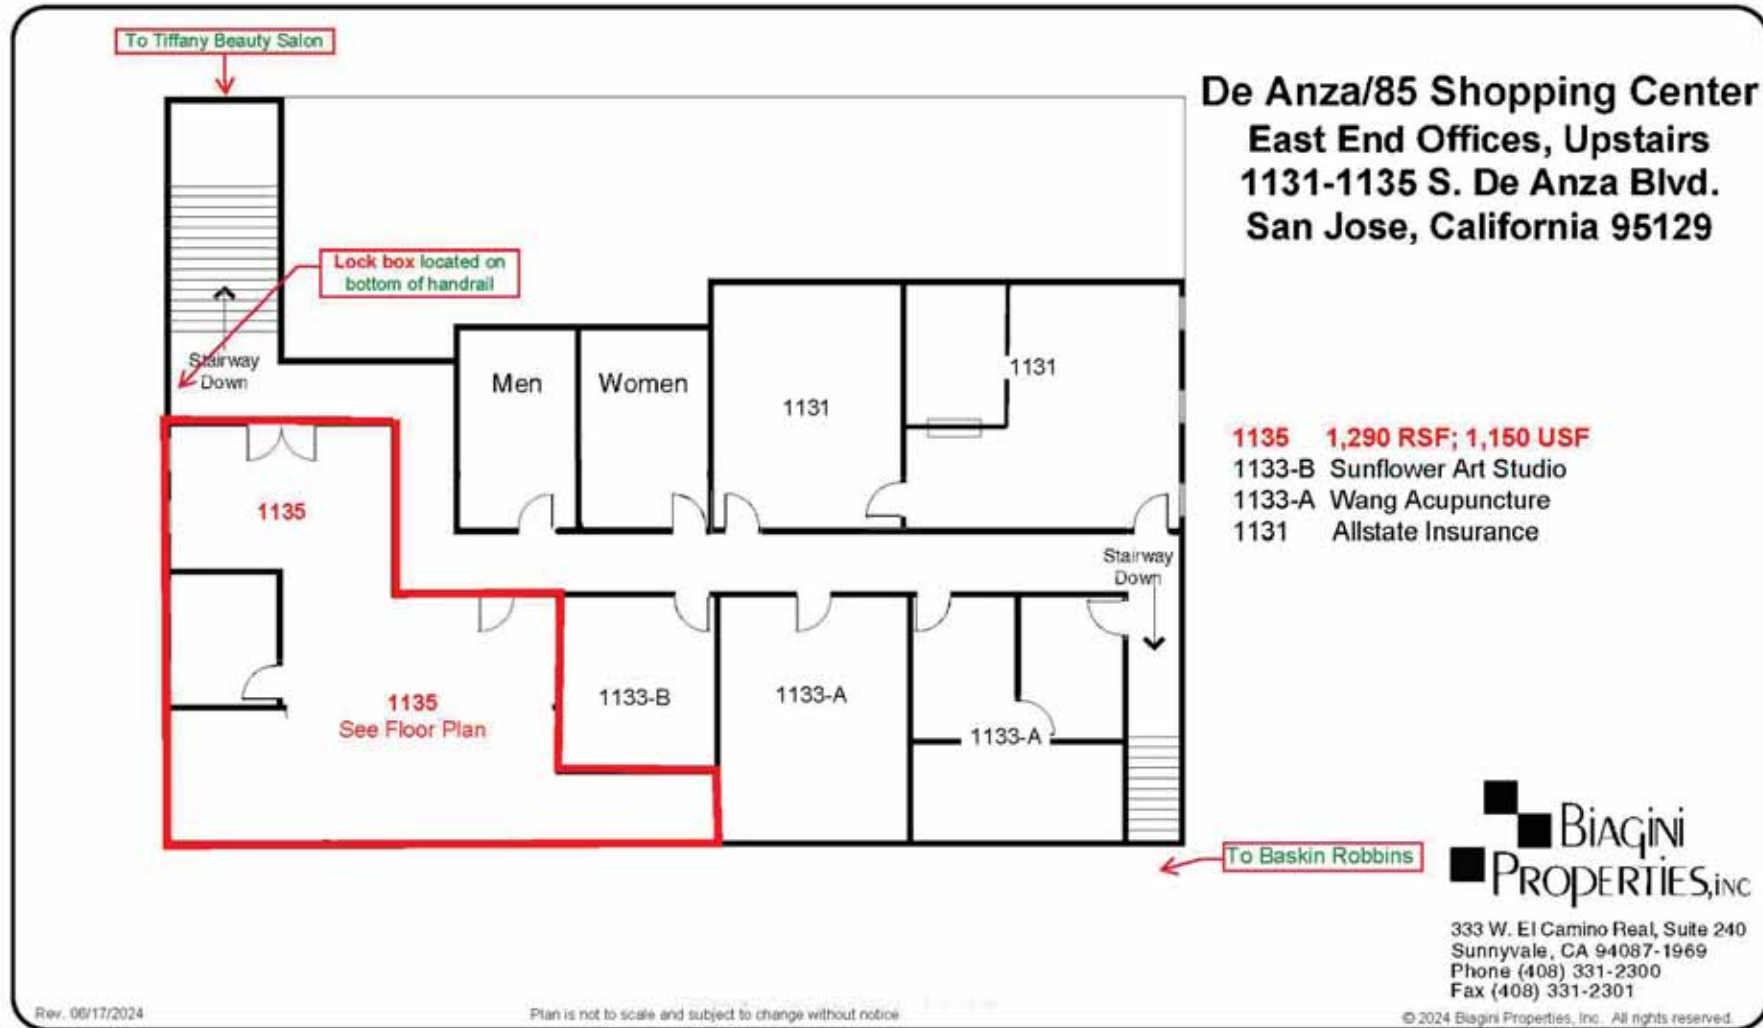 To Tiffany Beauty Salon
De Anza/85 Shopping Center
East End Offices, Upstairs
1131-1135 S. De Anza Blvd.
San Jose, California 95129
Lock box located on
bottom of handrail
Stairway
Down
Men
Women
1131
1131
1135 1,290 RSF; 1,150 USF
1133-B Sunflower Art Studio
1133-A Wang Acupuncture
1131 Allstate Insurance
1135
Stairway
Down
1135
See Floor Plan
1133-B
1133-A
1133-A
To Baskin Robbins
BiAGiNi
PROPERTiES,iNC
333 W. El Camino Real, Suite 240
Sunnyvale, CA 94087-1969
Phone (408) 331-2300
Fax (408) 331-2301
Rev. 06/17/2024
Plan is not to scale and subject to change without notice
© 2024 Biagini Properties, Inc. All rights reserved.